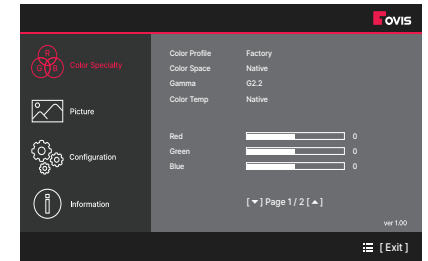 Fovis
R
G B
Color Specialty
Picture
Configuration
Information
Color Profile Factory
Color Space Native
Gamma G2.2
Color Temp Native
Red 0
Green 0
Blue 0
[▼] Page 1 / 2 [▲]
ver 1.00
[ Exit ]